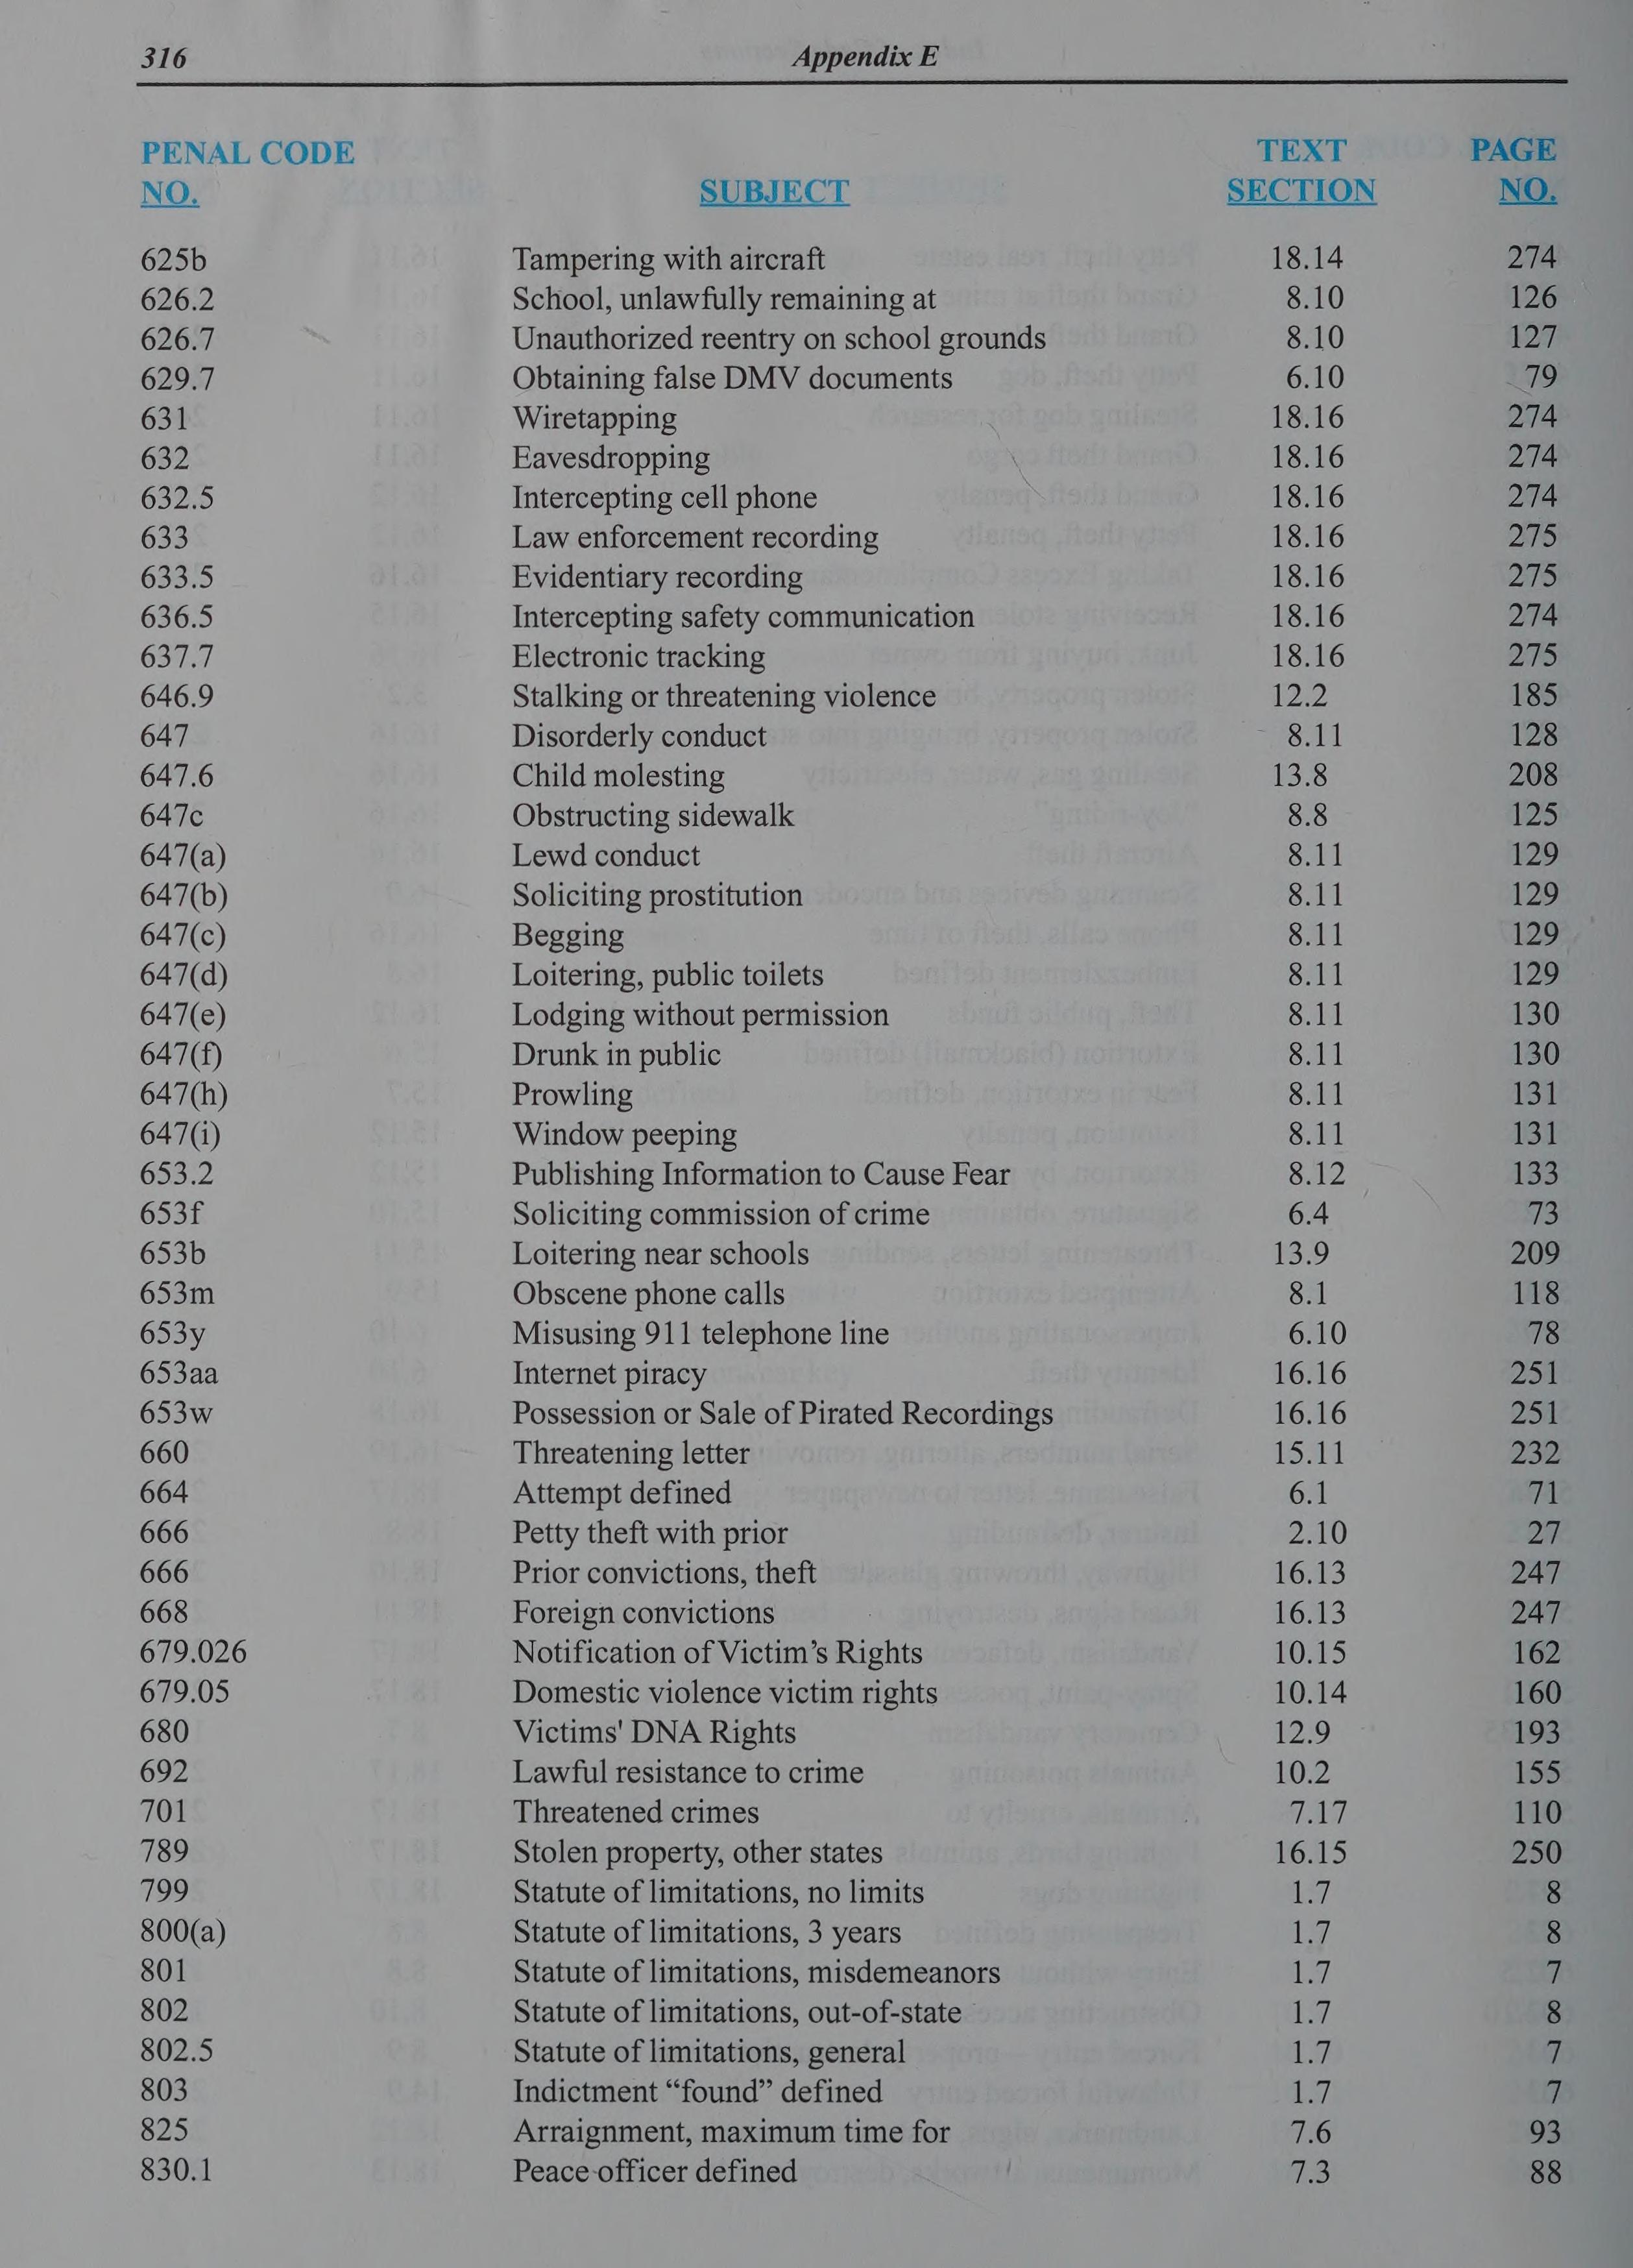 316 Appendix E
PENAL CODE TEXT PAGE
NO. SUBJECT SECTION NO.
625b Tampering with aircraft 18.14 274
626.2 School, unlawfully remaining at 8.10 126
626.7 Unauthorized reentry on school grounds 8.10 127
629.7 Obtaining false DMV documents 6.10 79
631 Wiretapping 18.16 274
632 Eavesdropping 18.16 274
632.5 Intercepting cell phone 18.16 274
633 Law enforcement recording 18.16 275
633.5 Evidentiary recording 18.16 275
636.5 Intercepting safety communication 18.16 274
637.7 Electronic tracking 18.16 275
646.9 Stalking or threatening violence 12.2 185
647 Disorderly conduct 8.11 128
647.6 Child molesting 13.8 208
647c Obstructing sidewalk 8.8 125
647(a) Lewd conduct 8.11 129
647(b) Soliciting prostitution 8.11 129
647(c) Begging 8.11 129
647(d) Loitering, public toilets 8.11 129
647(e) Lodging without permission 8.11 130
647(f) Drunk in public 8.11 130
647(h) Prowling 8.11 131
647(i) Window peeping 8.11 131
653.2 Publishing Information to Cause Fear 8.12 133
653f Soliciting commission of crime 6.4 73
653b Loitering near schools 13.9 209
653m Obscene phone calls 8.1 118
653y Misusing 911 telephone line 6.10 78
653aa Internet piracy 16.16 251
653w Possession or Sale of Pirated Recordings 16.16 251
660 Threatening letter 15.11 232
664 Attempt defined 6.1 71
666 Petty theft with prior 2.10 27
666 Prior convictions, theft 16.13 247
668 Foreign convictions 16.13 247
679.026 Notification of Victim’s Rights 10.15 162
679.05 Domestic violence victim rights 10.14 160
680 Victims' DNA Rights 12.9 193
692 Lawful resistance to crime 10.2 155
701 Threatened crimes 7.17 110
789 Stolen property, other states 16.15 250
799 Statute of limitations, no limits 1.7 8
800(a) Statute of limitations, 3 years 1.7 8
801 Statute of limitations, misdemeanors 1.7 7
802 Statute of limitations, out-of-state 1.7 8
802.5 Statute of limitations, general 1.7 7
803 Indictment “found” defined 1.7 7
825 Arraignment, maximum time for 7.6 93
830.1 Peace officer defined 7.3 88